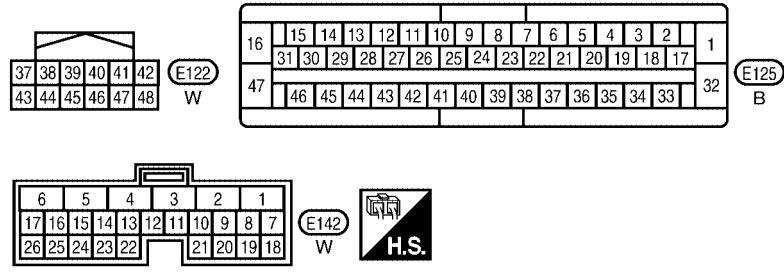 37 38 39 40 41 42
43 44 45 46 47 48
E122
W
16 15 14 13 12 11 10 9 8 7 6 5 4 3 2 1
31 30 29 28 27 26 25 24 23 22 21 20 19 18 17
47 46 45 44 43 42 41 40 39 38 37 36 35 34 33 32
E125
B
6 5 4 3 2 1
17 16 15 14 13 12 11 10 9 8 7
26 25 24 23 22 21 20 19 18
E142
W
H.S.